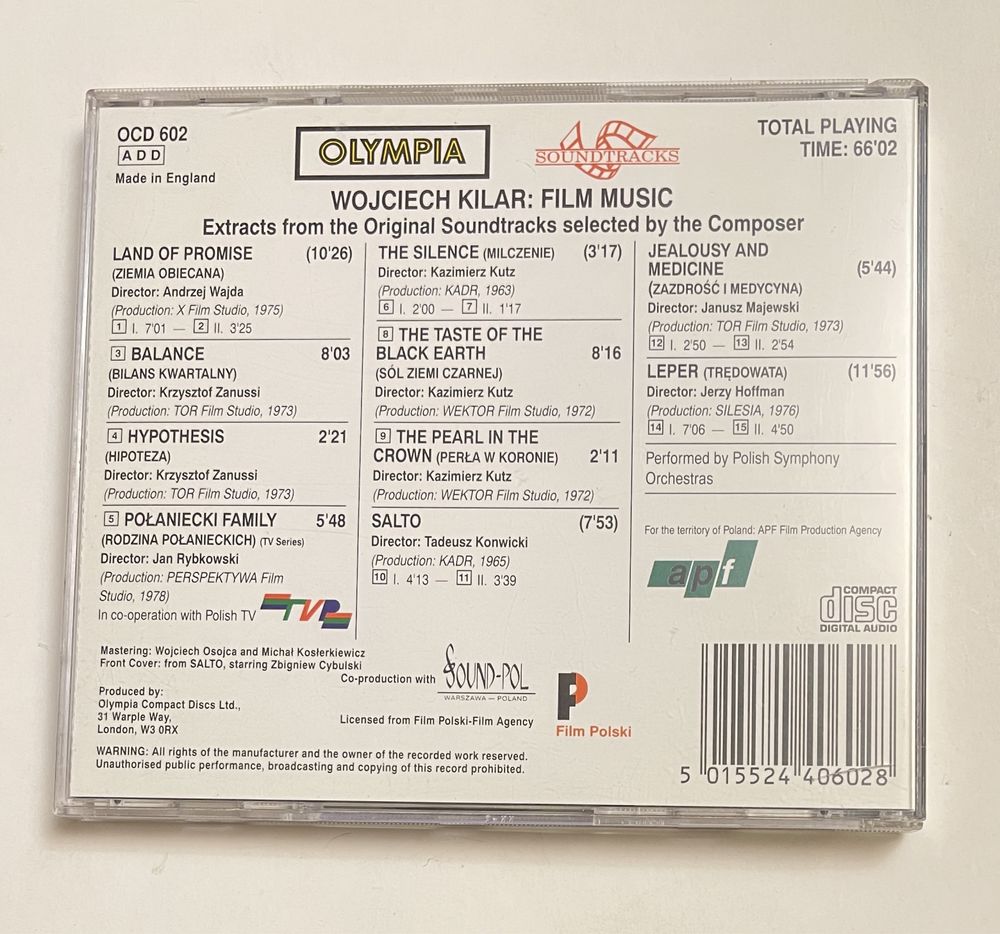 OCD 602
ADD
Made in England
OLYMPIA
SOUNDTRACKS
TOTAL PLAYING
TIME: 66'02
WOJCIECH KILAR: FILM MUSIC
Extracts from the Original Soundtracks selected by the Composer
LAND OF PROMISE (10'26)
(ZIEMIA OBIECANA)
Director: Andrzej Wajda
(Production: X Film Studio, 1975)
1 I. 7'01 — 2 II. 3'25
3 BALANCE 8'03
(BILANS KWARTALNY)
Director: Krzysztof Zanussi
(Production: TOR Film Studio, 1973)
4 HYPOTHESIS 2'21
(HIPOTEZA)
Director: Krzysztof Zanussi
(Production: TOR Film Studio, 1973)
5 POŁANIECKI FAMILY 5'48
(RODZINA POŁANIECKICH) (TV Series)
Director: Jan Rybkowski
(Production: PERSPEKTYWA Film
Studio, 1978)
In co-operation with Polish TV TVP
THE SILENCE (MILCZENIE) (3'17)
Director: Kazimierz Kutz
(Production: KADR, 1963)
6 I. 2'00 — 7 II. 1'17
8 THE TASTE OF THE
BLACK EARTH 8'16
(SÓL ZIEMI CZARNEJ)
Director: Kazimierz Kutz
(Production: WEKTOR Film Studio, 1972)
9 THE PEARL IN THE
CROWN (PERŁA W KORONIE) 2'11
Director: Kazimierz Kutz
(Production: WEKTOR Film Studio, 1972)
SALTO (7'53)
Director: Tadeusz Konwicki
(Production: KADR, 1965)
10 I. 4'13 — 11 II. 3'39
JEALOUSY AND
MEDICINE (5'44)
(ZAZDROŚĆ I MEDYCYNA)
Director: Janusz Majewski
(Production: TOR Film Studio, 1973)
12 I. 2'50 — 13 II. 2'54
LEPER (TRĘDOWATA) (11'56)
Director: Jerzy Hoffman
(Production: SILESIA, 1976)
14 I. 7'06 — 15 II. 4'50
Performed by Polish Symphony
Orchestras
For the territory of Poland: APF Film Production Agency
apf
COMPACT
disc
DIGITAL AUDIO
Mastering: Wojciech Osojca and Michał Kosterkiewicz
Front Cover: from SALTO, starring Zbigniew Cybulski
Co-production with SOUND-POL
WARSZAWA — POLAND
Produced by:
Olympia Compact Discs Ltd.,
31 Warple Way,
London, W3 0RX
Licensed from Film Polski-Film Agency
Film Polski
WARNING: All rights of the manufacturer and the owner of the recorded work reserved.
Unauthorised public performance, broadcasting and copying of this record prohibited.
5 015524 406028